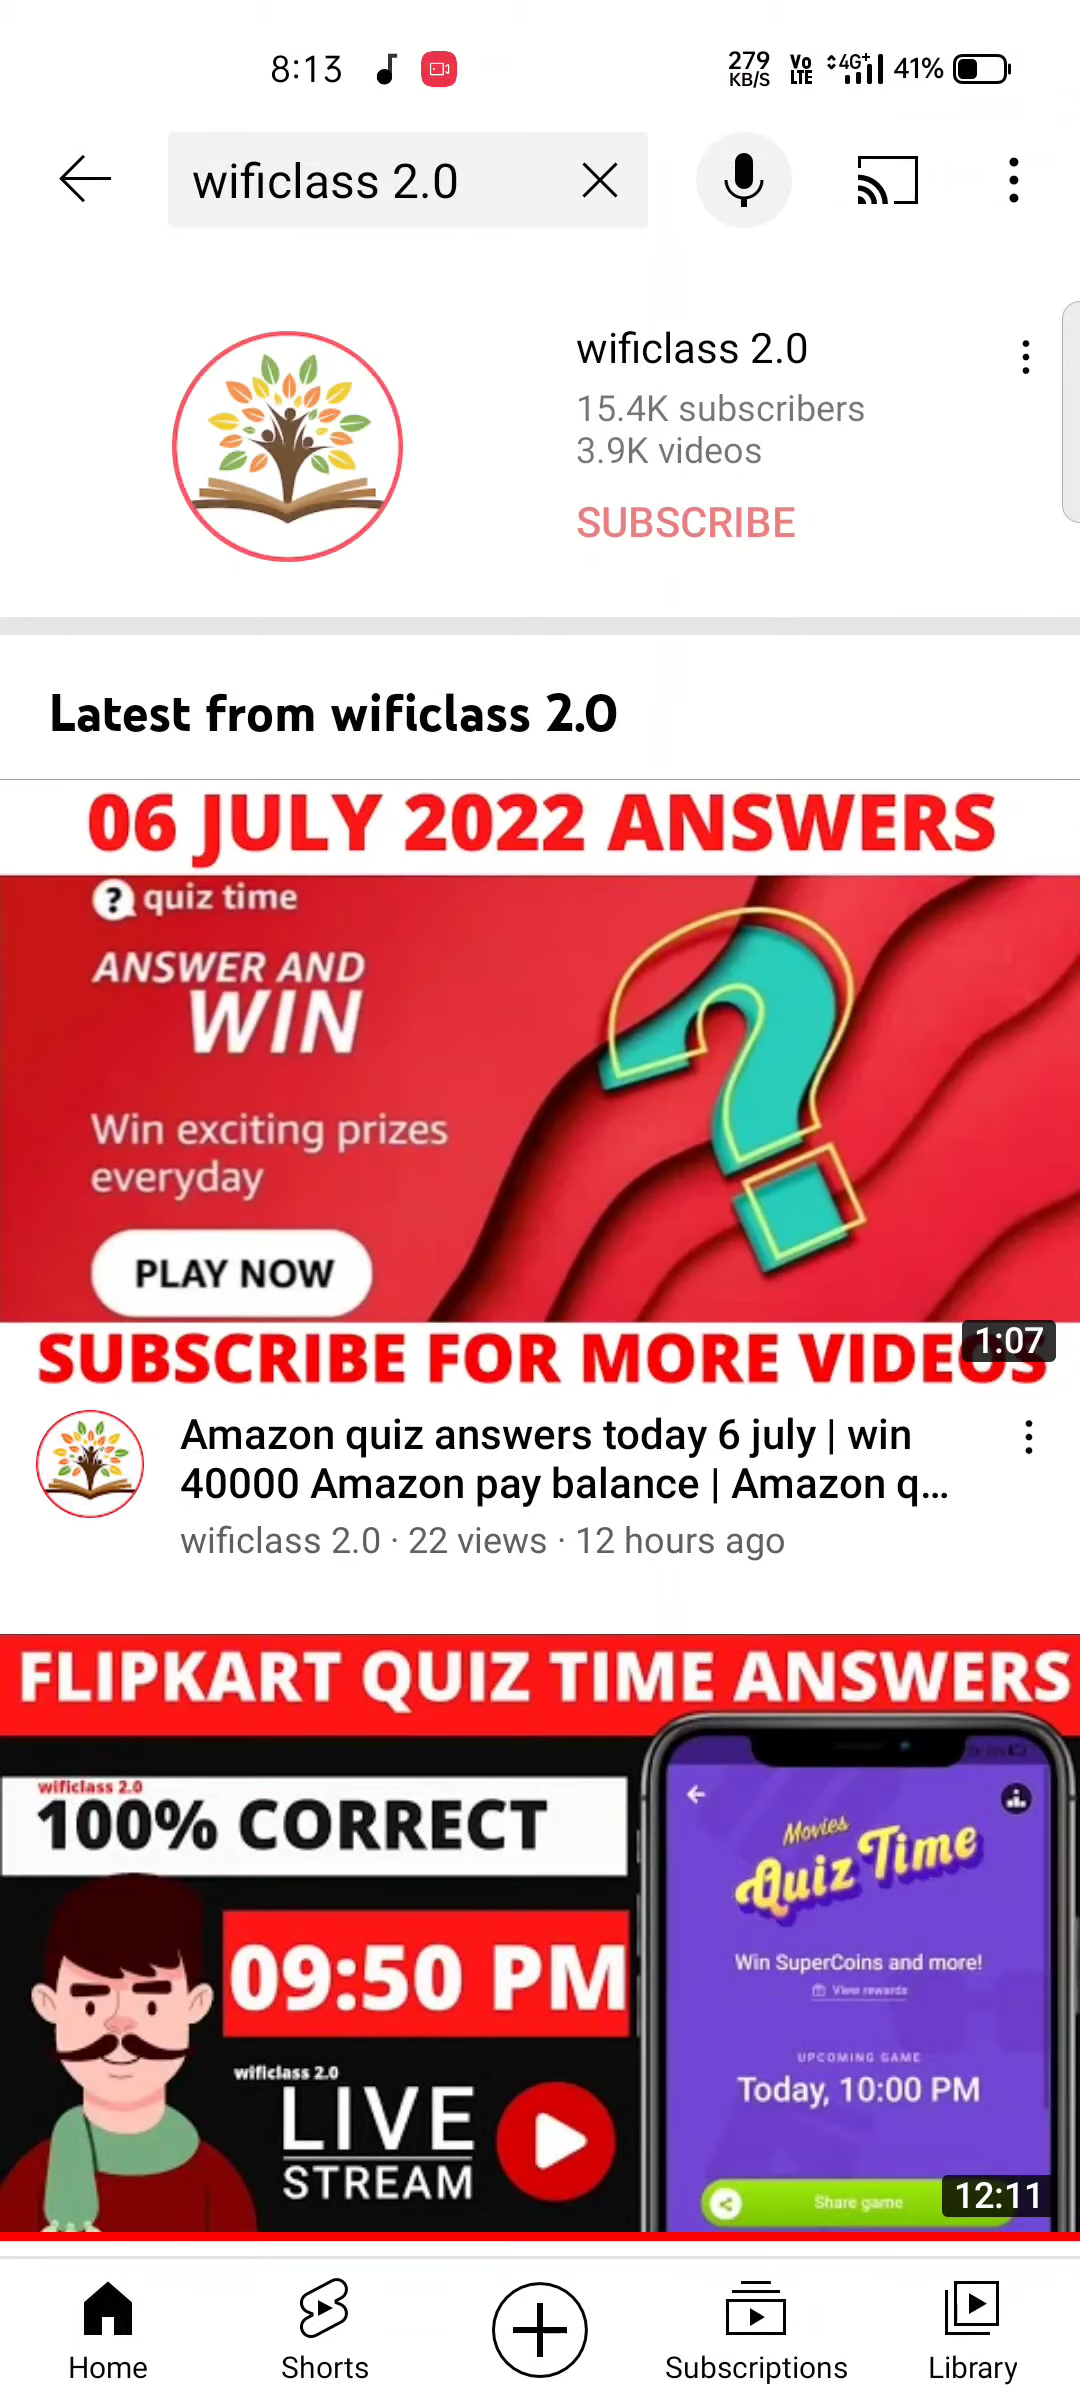 8:13
279 KB/S Vo LTE 4G+ 41%
wificlass 2.0
wificlass 2.0
15.4K subscribers
3.9K videos
SUBSCRIBE
Latest from wificlass 2.0
06 JULY 2022 ANSWERS
? quiz time
ANSWER AND
WIN
Win exciting prizes
everyday
PLAY NOW
SUBSCRIBE FOR MORE VIDEOS
1:07
Amazon quiz answers today 6 july | win
40000 Amazon pay balance | Amazon q...
wificlass 2.0 · 22 views · 12 hours ago
FLIPKART QUIZ TIME ANSWERS
wificlass 2.0
100% CORRECT
Movies
Quiz Time
09:50 PM
Win SuperCoins and more!
View rewards
wificlass 2.0
LIVE
STREAM
UPCOMING GAME
Today, 10:00 PM
Share game
12:11
Home
Shorts
Subscriptions
Library